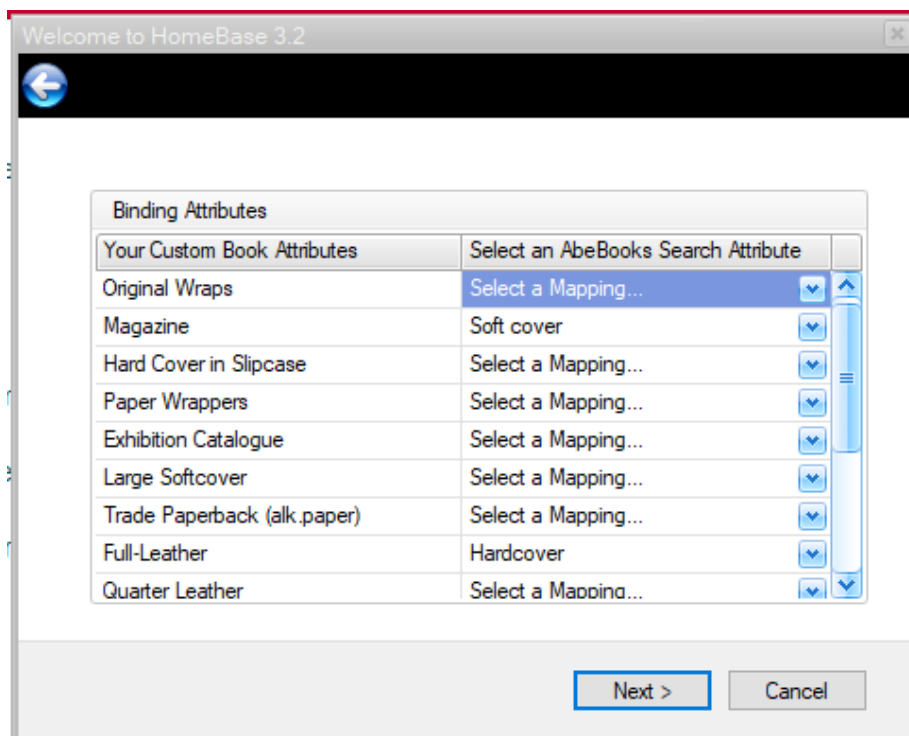 Welcome to HomeBase 3.2
Binding Attributes
Your Custom Book Attributes Select an AbeBooks Search Attribute
Original Wraps Select a Mapping...
Magazine Soft cover
Hard Cover in Slipcase Select a Mapping...
Paper Wrappers Select a Mapping...
Exhibition Catalogue Select a Mapping...
Large Softcover Select a Mapping...
Trade Paperback (alk.paper) Select a Mapping...
Full-Leather Hardcover
Quarter Leather Select a Mapping...
Next > Cancel